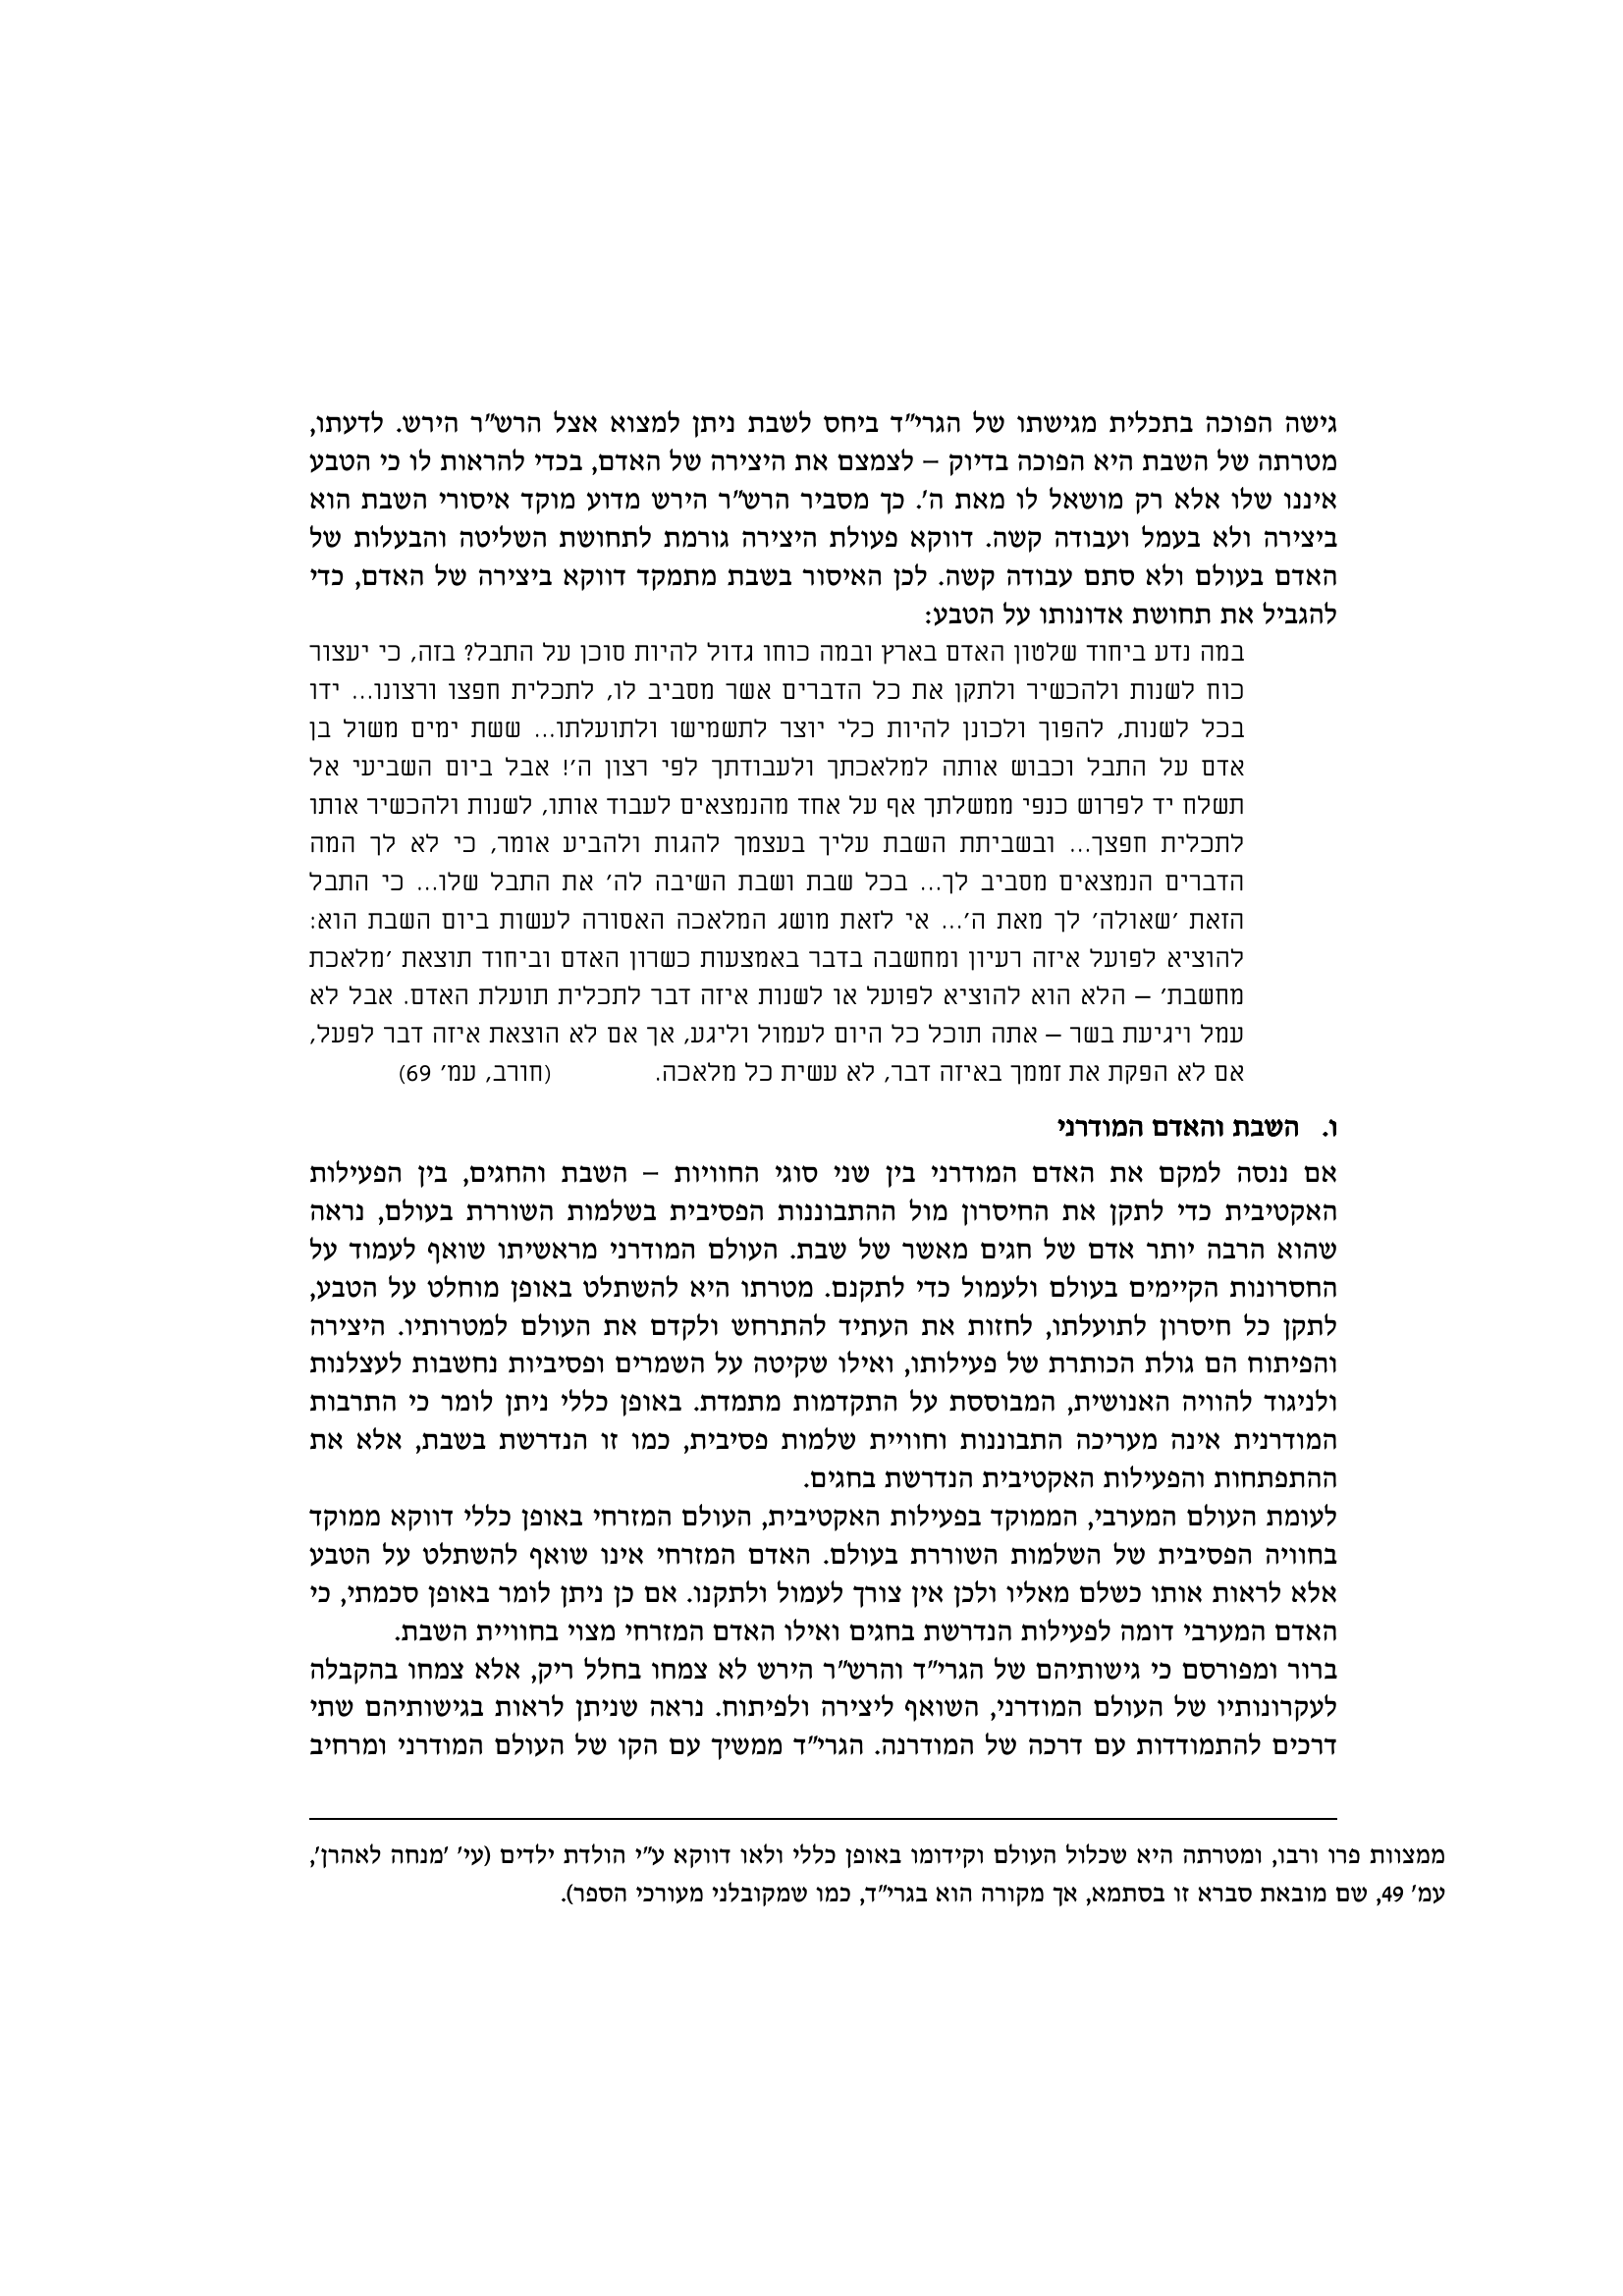 גישה הפוכה בתכלית מגישתו של הגרי"ד ביחס לשבת ניתן למצוא אצל הרש"ר הירש. לדעתו,
מטרתה של השבת היא הפוכה בדיוק – לצמצם את היצירה של האדם, בכדי להראות לו כי הטבע
איננו שלו אלא רק מושאל לו מאת ה'. כך מסביר הרש"ר הירש מדוע מוקד איסורי השבת הוא
ביצירה ולא בעמל ועבודה קשה. דווקא פעולת היצירה גורמת לתחושת השליטה והבעלות של
האדם בעולם ולא סתם עבודה קשה. לכן האיסור בשבת מתמקד דווקא ביצירה של האדם, כדי
להגביל את תחושת אדונותו על הטבע:
במה נדע ביחוד שלטון האדם בארץ ובמה כוחו גדול להיות סוכן על התבל? בזה, כי יעצור
כוח לשנות ולהכשיר ולתקן את כל הדברים אשר מסביב לו, לתכלית חפצו ורצונו... ידו
בכל לשנות, להפוך ולכונן להיות כלי יוצר לתשמישו ולתועלתו... ששת ימים משול בן
אדם על התבל וכבוש אותה למלאכתך ולעבודתך לפי רצון ה'! אבל ביום השביעי אל
תשלח יד לפרוש כנפי ממשלתך אף על אחד מהנמצאים לעבוד אותו, לשנות ולהכשיר אותו
לתכלית חפצך... ובשביתת השבת עליך בעצמך להגות ולהביע אומר, כי לא לך המה
הדברים הנמצאים מסביב לך... בכל שבת ושבת השיבה לה' את התבל שלו... כי התבל
הזאת 'שאולה' לך מאת ה'... אי לזאת מושג המלאכה האסורה לעשות ביום השבת הוא:
להוציא לפועל איזה רעיון ומחשבה בדבר באמצעות כשרון האדם וביחוד תוצאת 'מלאכת
מחשבת' – הלא הוא להוציא לפועל או לשנות איזה דבר לתכלית תועלת האדם. אבל לא
עמל ויגיעת בשר – אתה תוכל כל היום לעמול וליגע, אך אם לא הוצאת איזה דבר לפעל,
אם לא הפקת את זממך באיזה דבר, לא עשית כל מלאכה. (חורב, עמ' 69)
ו. השבת והאדם המודרני
אם ננסה למקם את האדם המודרני בין שני סוגי החוויות – השבת והחגים, בין הפעילות
האקטיבית כדי לתקן את החיסרון מול ההתבוננות הפסיבית בשלמות השוררת בעולם, נראה
שהוא הרבה יותר אדם של חגים מאשר של שבת. העולם המודרני מראשיתו שואף לעמוד על
החסרונות הקיימים בעולם ולעמול כדי לתקנם. מטרתו היא להשתלט באופן מוחלט על הטבע,
לתקן כל חיסרון לתועלתו, לחזות את העתיד להתרחש ולקדם את העולם למטרותיו. היצירה
והפיתוח הם גולת הכותרת של פעילותו, ואילו שקיטה על השמרים ופסיביות נחשבות לעצלנות
ולניגוד להוויה האנושית, המבוססת על התקדמות מתמדת. באופן כללי ניתן לומר כי התרבות
המודרנית אינה מעריכה התבוננות וחוויית שלמות פסיבית, כמו זו הנדרשת בשבת, אלא את
ההתפתחות והפעילות האקטיבית הנדרשת בחגים.
לעומת העולם המערבי, הממוקד בפעילות האקטיבית, העולם המזרחי באופן כללי דווקא ממוקד
בחוויה הפסיבית של השלמות השוררת בעולם. האדם המזרחי אינו שואף להשתלט על הטבע
אלא לראות אותו כשלם מאליו ולכן אין צורך לעמול ולתקנו. אם כן ניתן לומר באופן סכמתי, כי
האדם המערבי דומה לפעילות הנדרשת בחגים ואילו האדם המזרחי מצוי בחוויית השבת.
ברור ומפורסם כי גישותיהם של הגרי"ד והרש"ר הירש לא צמחו בחלל ריק, אלא צמחו בהקבלה
לעקרונותיו של העולם המודרני, השואף ליצירה ולפיתוח. נראה שניתן לראות בגישותיהם שתי
דרכים להתמודדות עם דרכה של המודרנה. הגרי"ד ממשיך עם הקו של העולם המודרני ומרחיב
ממצוות פרו ורבו, ומטרתה היא שכלול העולם וקידומו באופן כללי ולאו דווקא ע"י הולדת ילדים (עי' 'מנחה לאהרן',
עמ' 49, שם מובאת סברא זו בסתמא, אך מקורה הוא בגרי"ד, כמו שמקובלני מעורכי הספר).